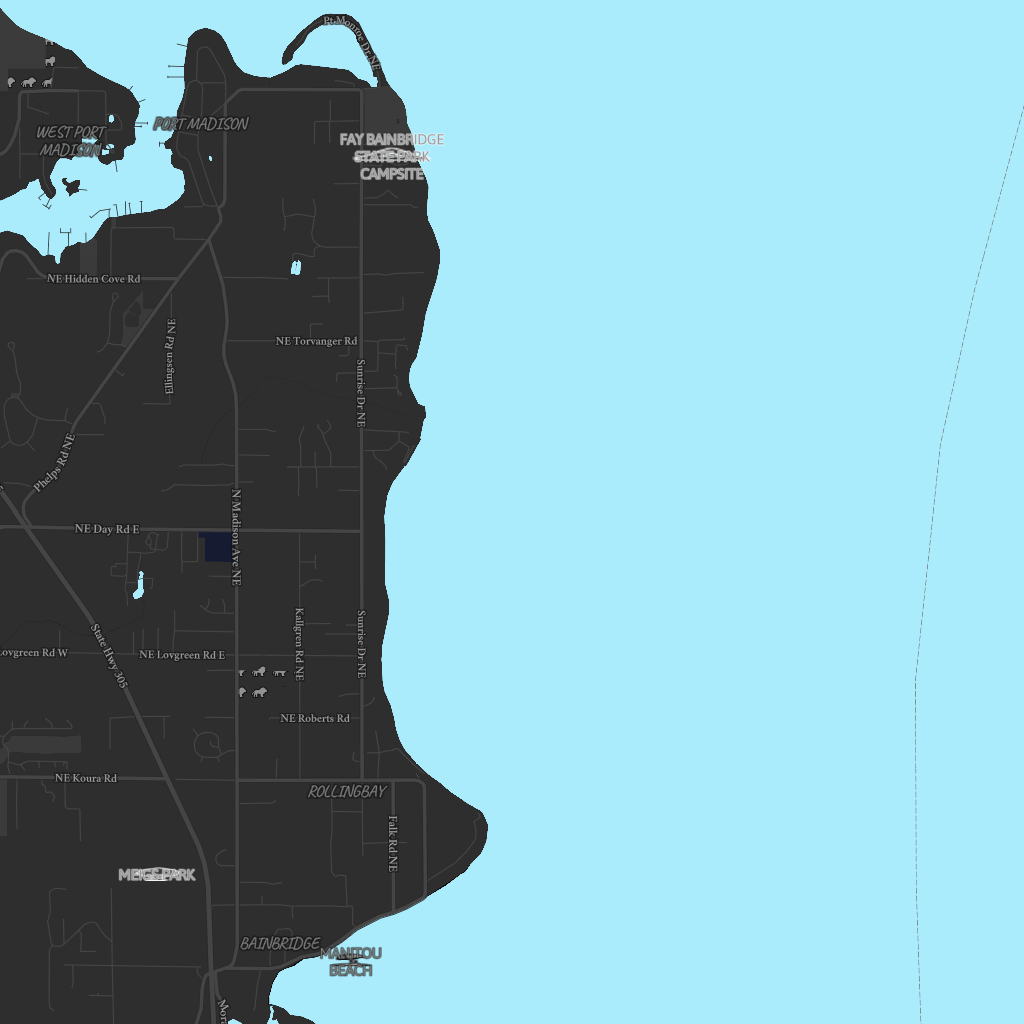 Pt Monroe Dr NE
WEST PORT
MADISON
PORT MADISON
FAY BAINBRIDGE
STATE PARK
CAMPSITE
NE Hidden Cove Rd
Ellingsen Rd NE
NE Torvanger Rd
Sunrise Dr NE
Phelps Rd NE
N Madison Ave NE
NE Day Rd E
State Hwy 305
Kallgren Rd NE
Sunrise Dr NE
Lovgreen Rd W
NE Lovgreen Rd E
NE Roberts Rd
NE Koura Rd
ROLLINGBAY
Falk Rd NE
MEIGS PARK
BAINBRIDGE
MANITOU
BEACH